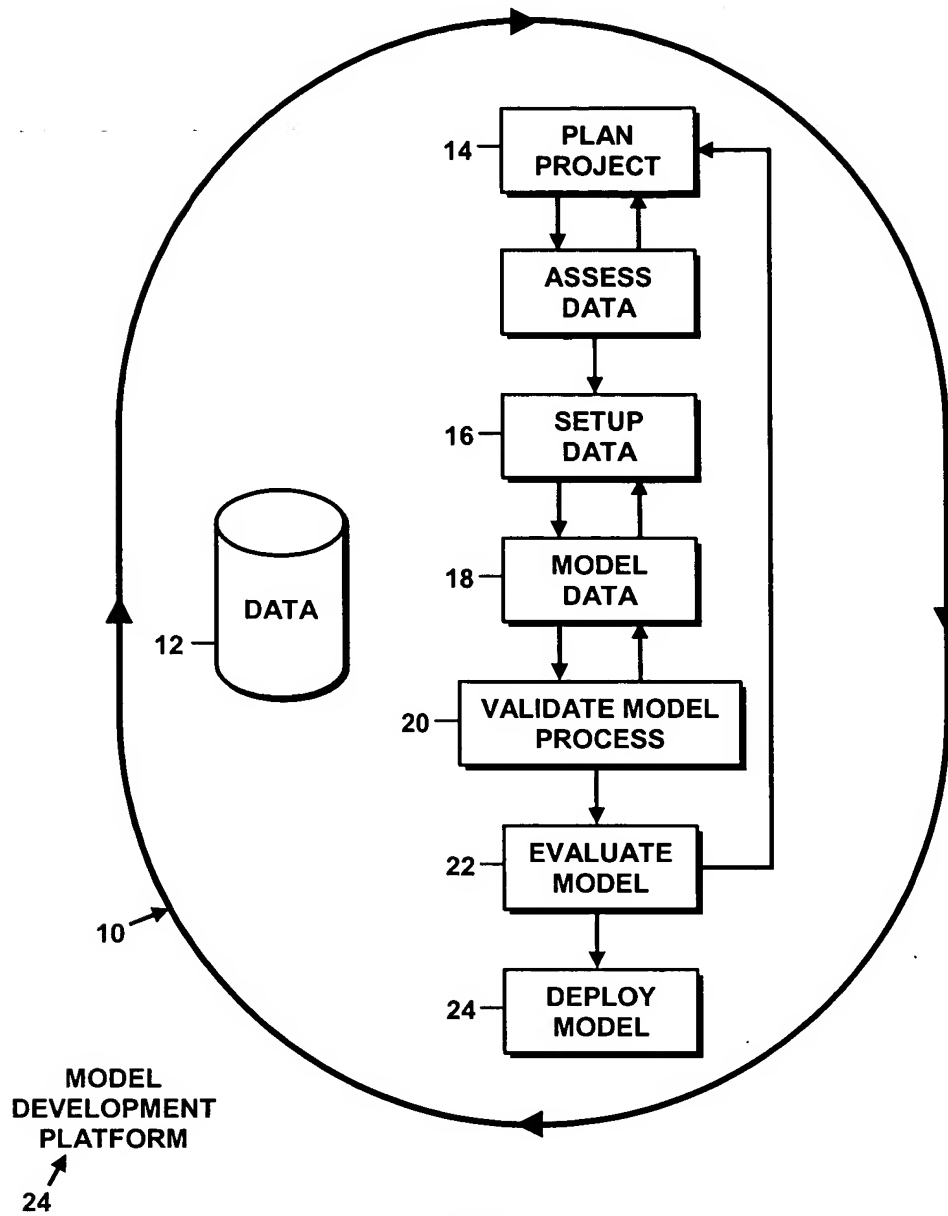 14
PLAN
PROJECT
ASSESS
DATA
16
SETUP
DATA
18
MODEL
DATA
DATA
12
20
VALIDATE MODEL
PROCESS
22
EVALUATE
MODEL
10
24
DEPLOY
MODEL
MODEL
DEVELOPMENT
PLATFORM
24